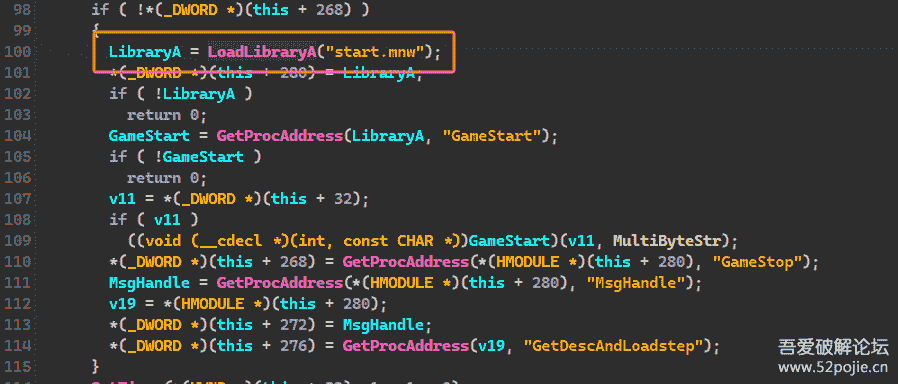 98 if ( !*(_DWORD *)(this + 268) )
99 {
100 LibraryA = LoadLibraryA("start.mnw");
101 *(_DWORD *)(this + 280) = LibraryA;
102 if ( !LibraryA )
103 return 0;
104 GameStart = GetProcAddress(LibraryA, "GameStart");
105 if ( !GameStart )
106 return 0;
107 v11 = *(_DWORD *)(this + 32);
108 if ( v11 )
109 ((void (__cdecl *)(int, const CHAR *))GameStart)(v11, MultiByteStr);
110 *(_DWORD *)(this + 268) = GetProcAddress(*(HMODULE *)(this + 280), "GameStop");
111 MsgHandle = GetProcAddress(*(HMODULE *)(this + 280), "MsgHandle");
112 v19 = *(HMODULE *)(this + 280);
113 *(_DWORD *)(this + 272) = MsgHandle;
114 *(_DWORD *)(this + 276) = GetProcAddress(v19, "GetDescAndLoadstep");
115 }
吾爱破解论坛
www.52pojie.cn